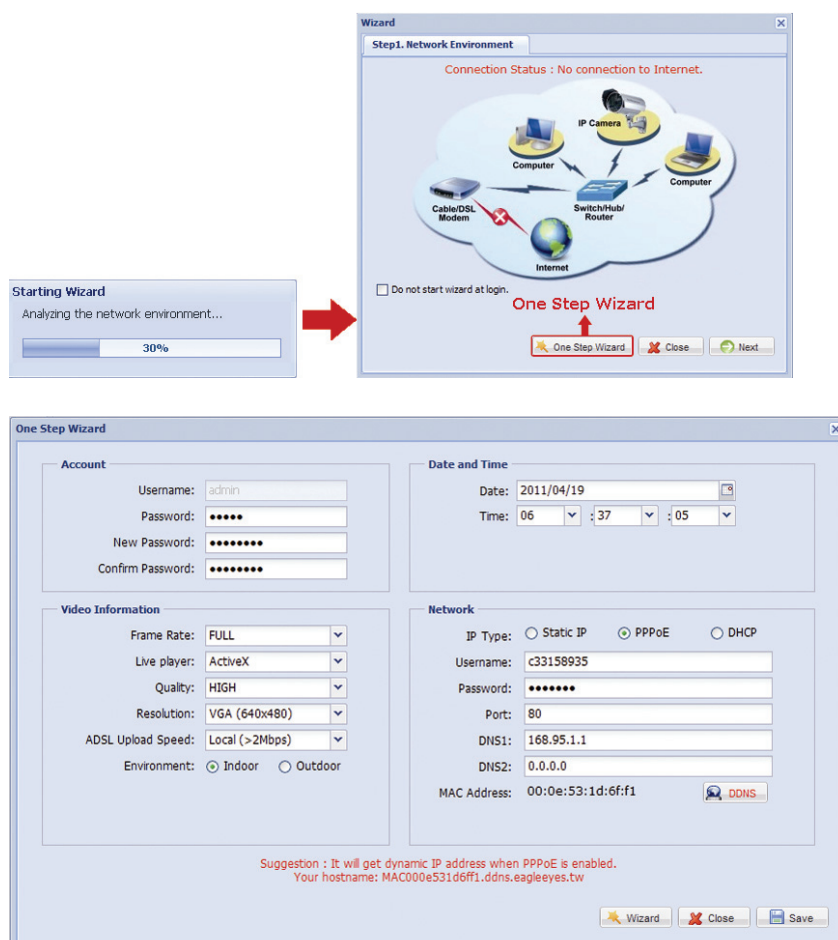 Wizard
Step1. Network Environment
Connection Status : No connection to Internet.
IP Camera
Computer
Computer
Cable/DSL
Modem
Switch/Hub/
Router
Internet
Do not start wizard at login.
One Step Wizard
One Step Wizard
Close
Next
Starting Wizard
Analyzing the network environment...
30%
One Step Wizard
Account
Username: admin
Password: •••••
New Password: ••••••••
Confirm Password: ••••••••
Date and Time
Date: 2011/04/19
Time: 06 : 37 : 05
Video Information
Frame Rate: FULL
Live player: ActiveX
Quality: HIGH
Resolution: VGA (640x480)
ADSL Upload Speed: Local (>2Mbps)
Environment: Indoor Outdoor
Network
IP Type: Static IP PPPoE DHCP
Username: c33158935
Password: •••••••
Port: 80
DNS1: 168.95.1.1
DNS2: 0.0.0.0
MAC Address: 00:0e:53:1d:6f:f1 DDNS
Suggestion : It will get dynamic IP address when PPPoE is enabled.
Your hostname: MAC000e531d6ff1.ddns.eagleeyes.tw
Wizard Close Save